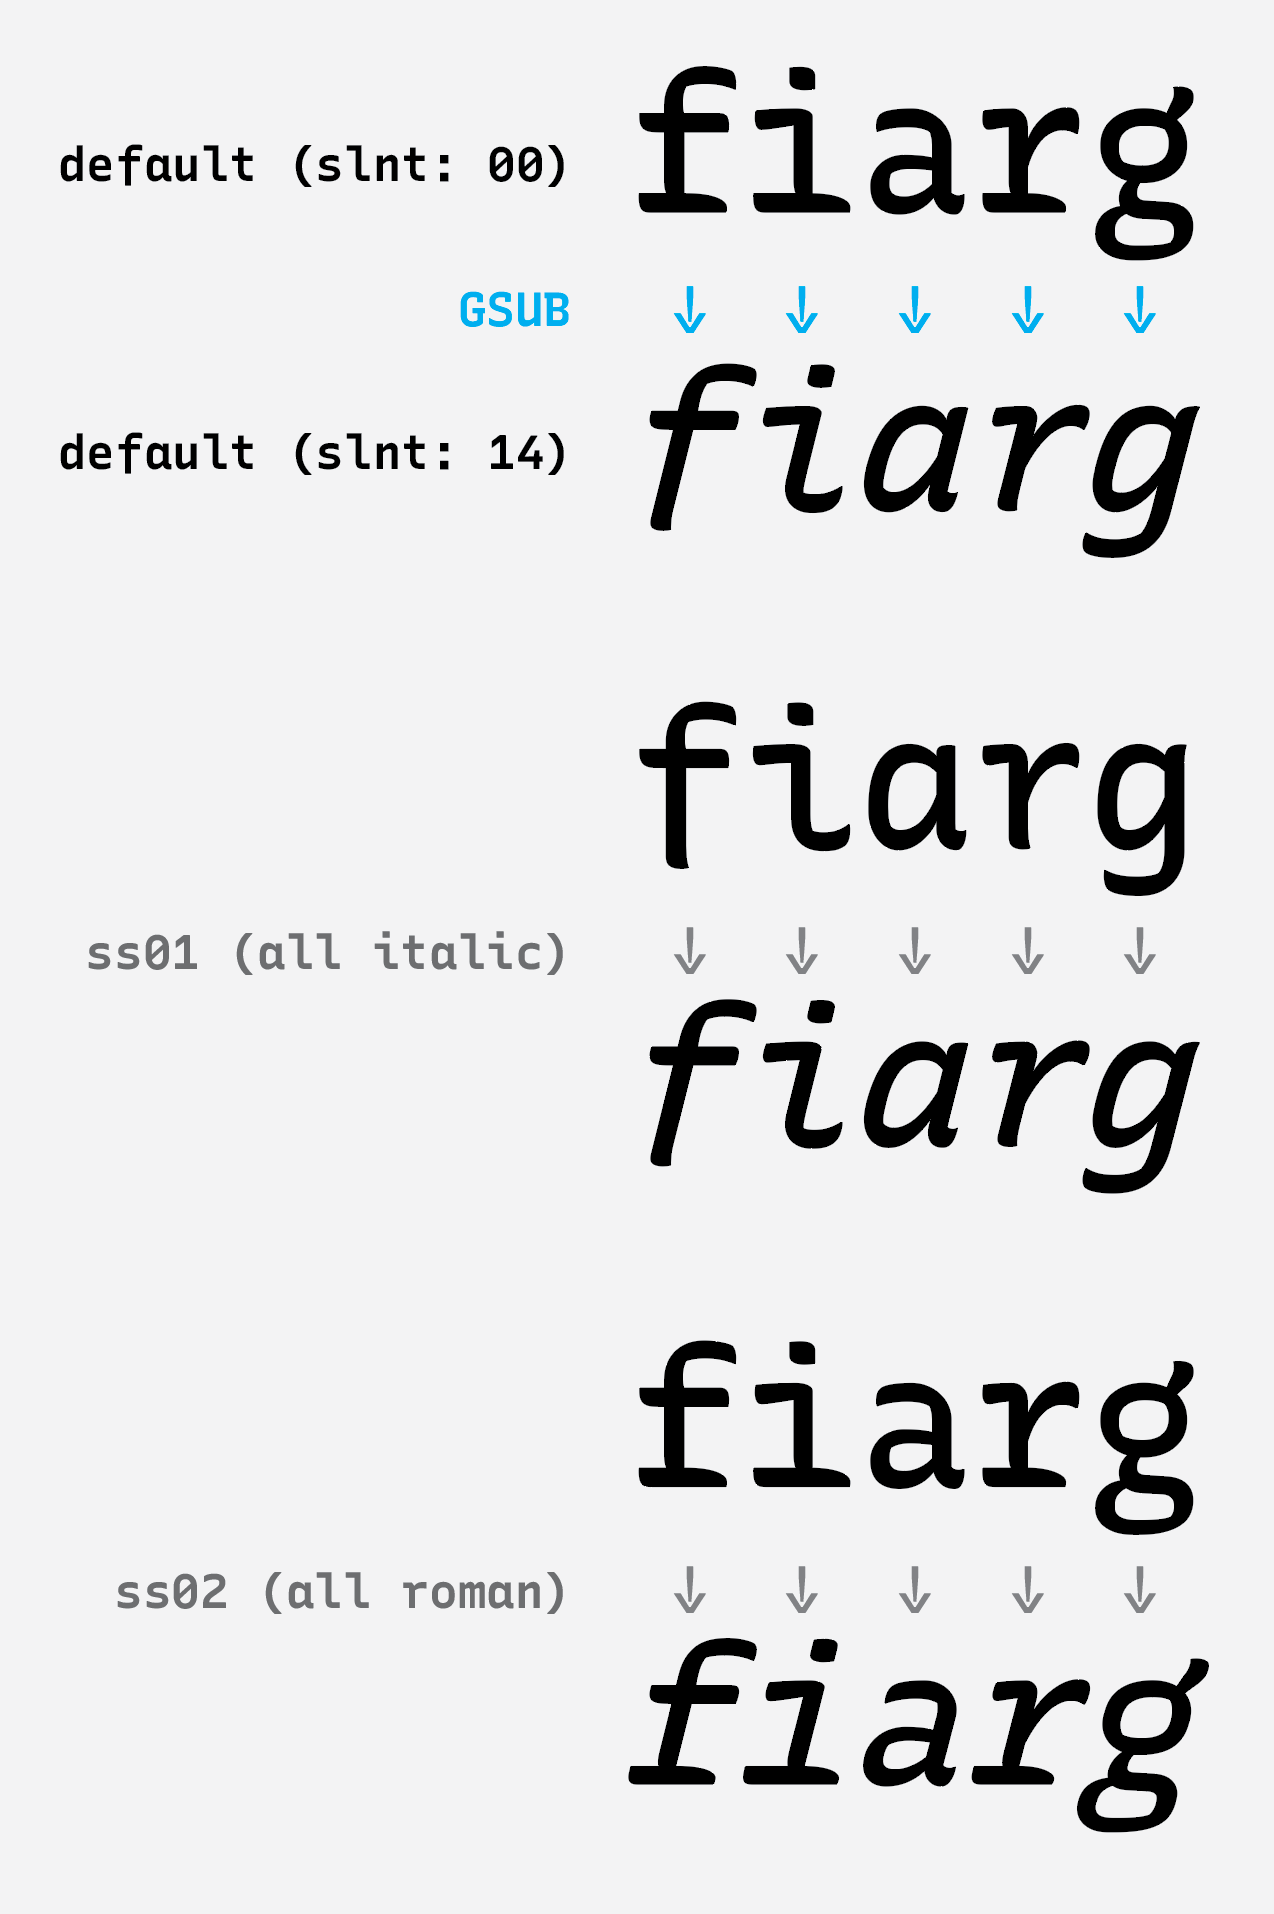 default (slnt: 00) fiarg
GSUB ↓ ↓ ↓ ↓ ↓
default (slnt: 14) fiarg
fiarg
ss01 (all italic) ↓ ↓ ↓ ↓ ↓
fiarg
fiarg
ss02 (all roman) ↓ ↓ ↓ ↓ ↓
fiarg